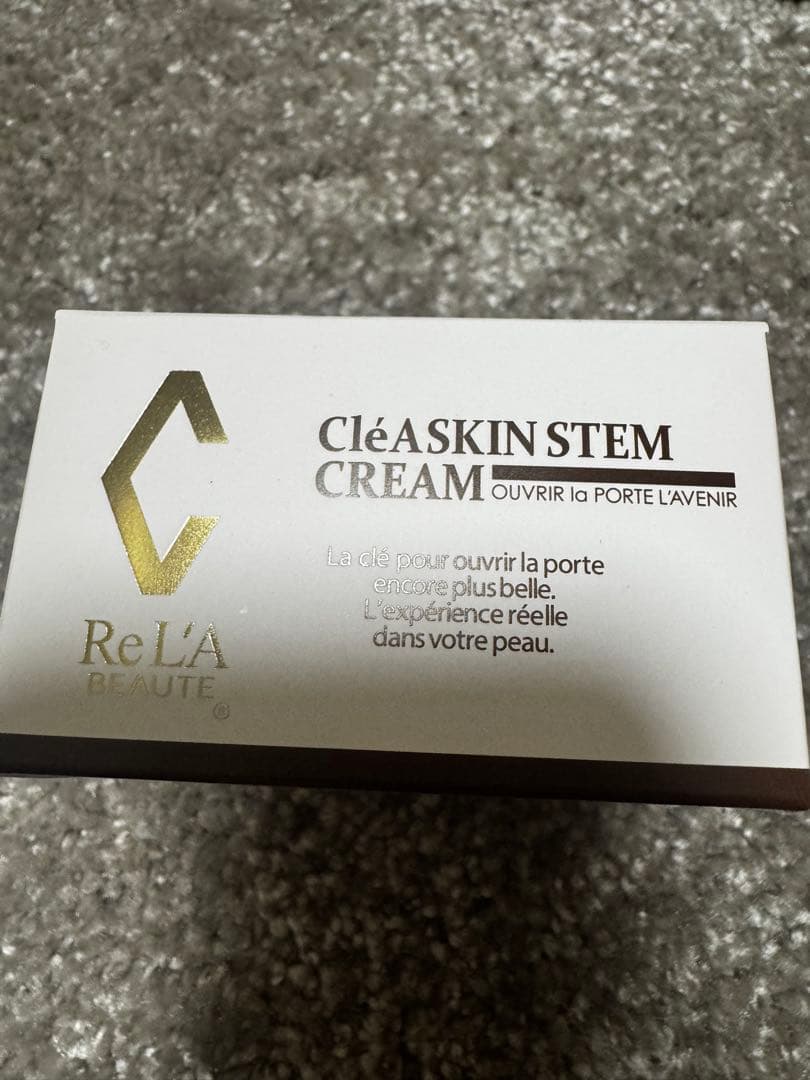 Re L'A
BEAUTE
®
CléASKIN STEM
CREAM
OUVRIR la PORTE L'AVENIR
La clé pour ouvrir la porte
encore plus belle.
L'expérience réelle
dans votre peau.